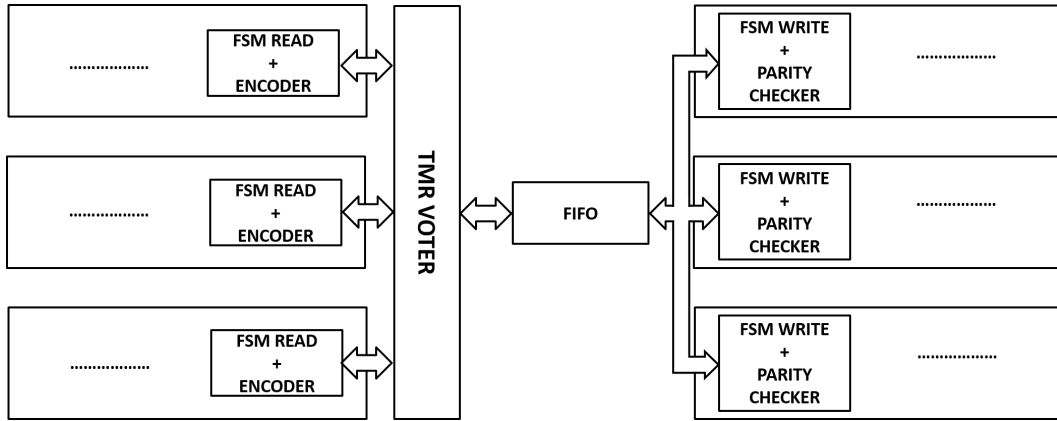 ..................
FSM READ
+
ENCODER
..................
FSM READ
+
ENCODER
..................
FSM READ
+
ENCODER
TMR VOTER
FIFO
FSM WRITE
+
PARITY
CHECKER
..................
FSM WRITE
+
PARITY
CHECKER
..................
FSM WRITE
+
PARITY
CHECKER
..................